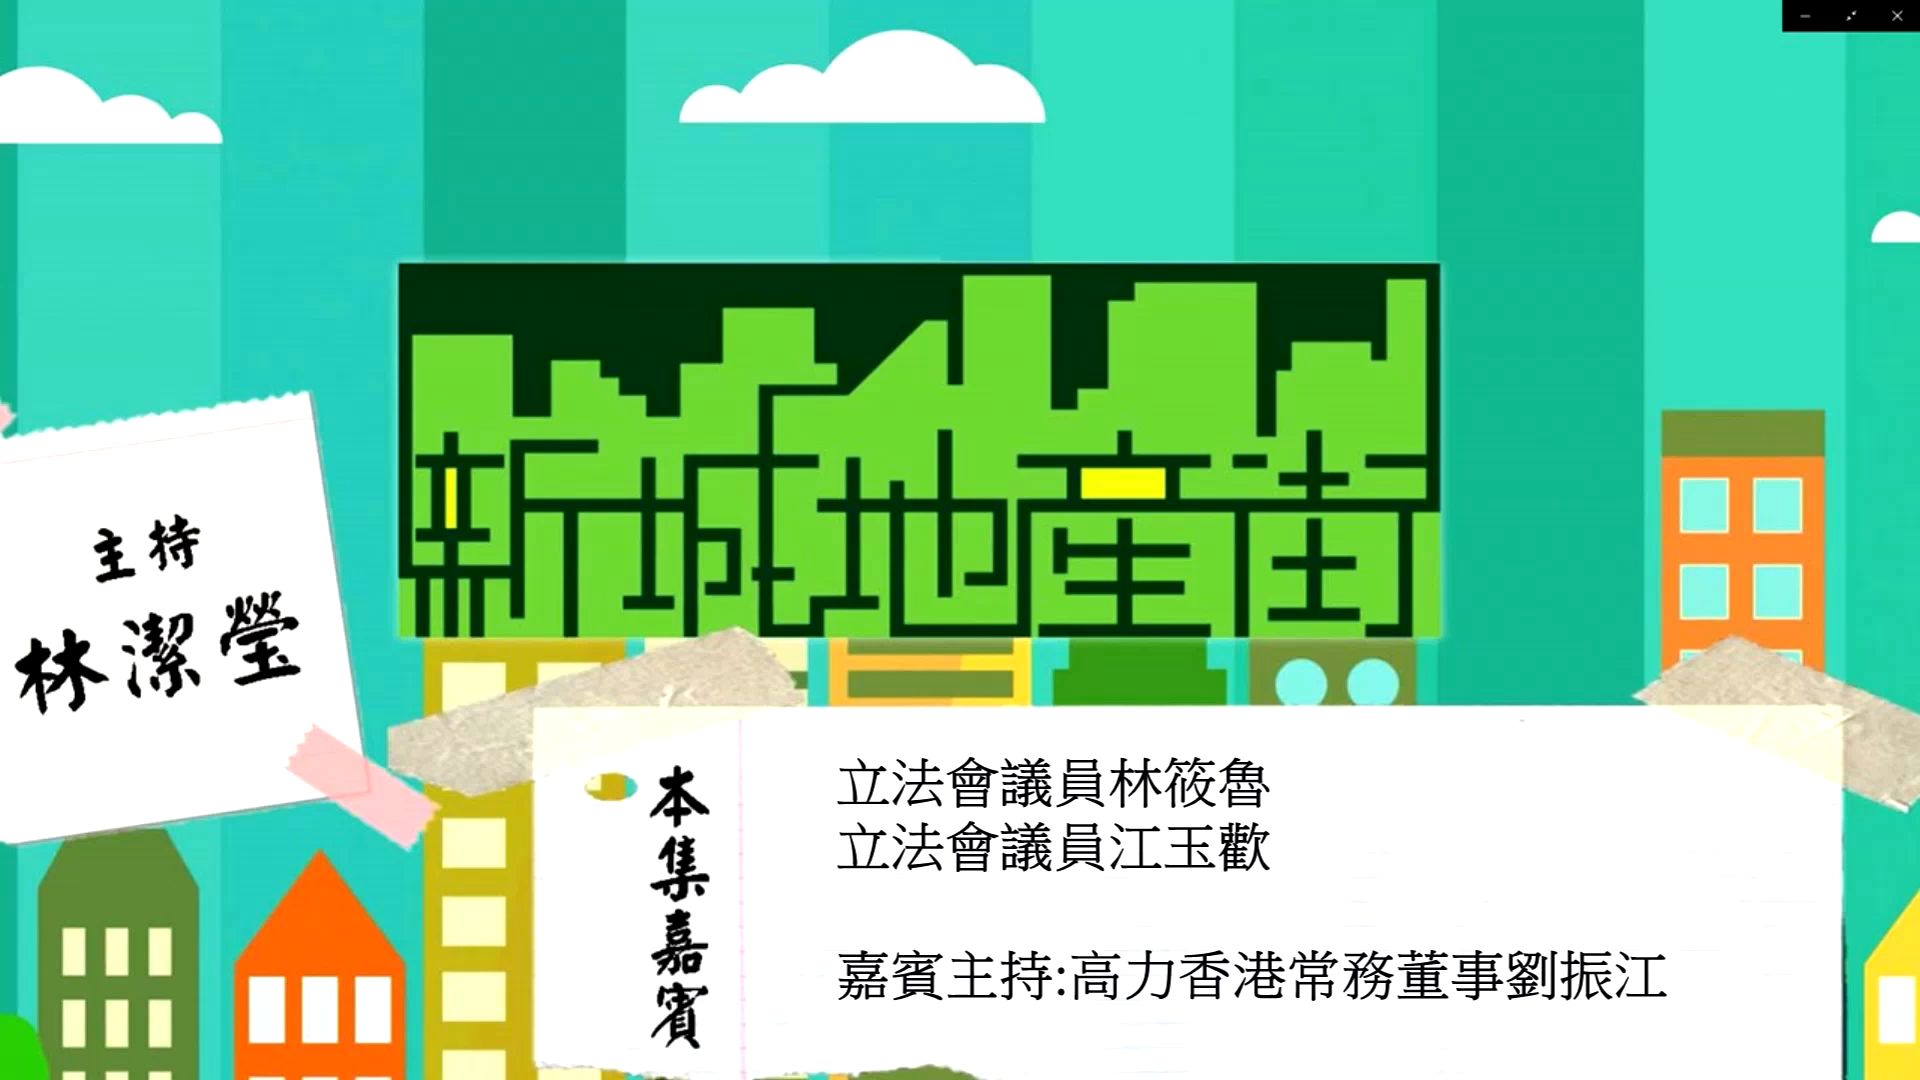 新城地產街
主持
林潔瑩
本集嘉賓
立法會議員林筱魯
立法會議員江玉歡
嘉賓主持:高力香港常務董事劉振江